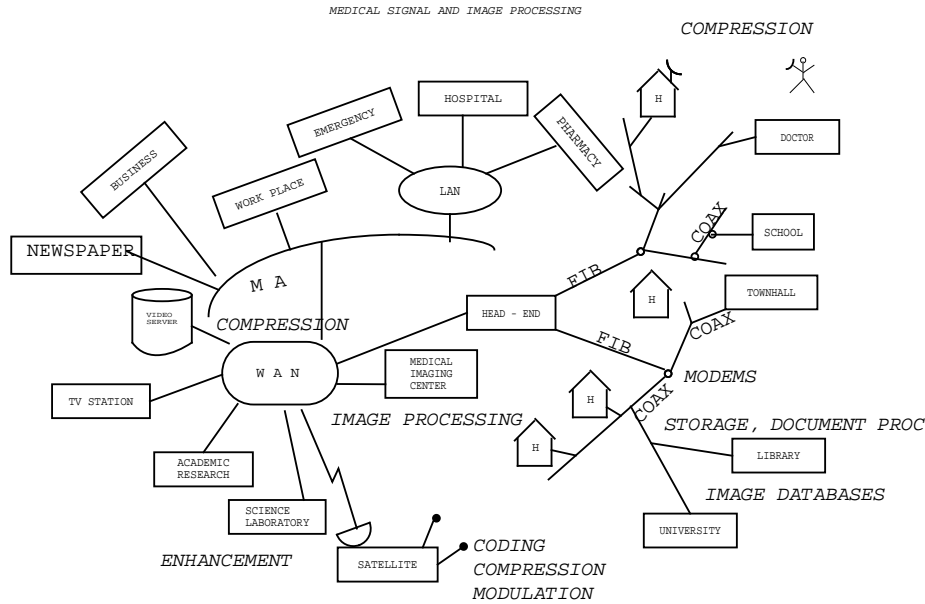 MEDICAL SIGNAL AND IMAGE PROCESSING
COMPRESSION
HOSPITAL
H
EMERGENCY
PHARMACY
DOCTOR
BUSINESS
WORK PLACE
LAN
COAX
SCHOOL
NEWSPAPER
M A
FIB
H
TOWNHALL
VIDEO
SERVER
COMPRESSION
HEAD - END
COAX
FIB
W A N
MEDICAL
IMAGING
CENTER
MODEMS
TV STATION
H
COAX
IMAGE PROCESSING
STORAGE, DOCUMENT PROC
H
LIBRARY
ACADEMIC
RESEARCH
IMAGE DATABASES
SCIENCE
LABORATORY
UNIVERSITY
ENHANCEMENT
SATELLITE
CODING
COMPRESSION
MODULATION